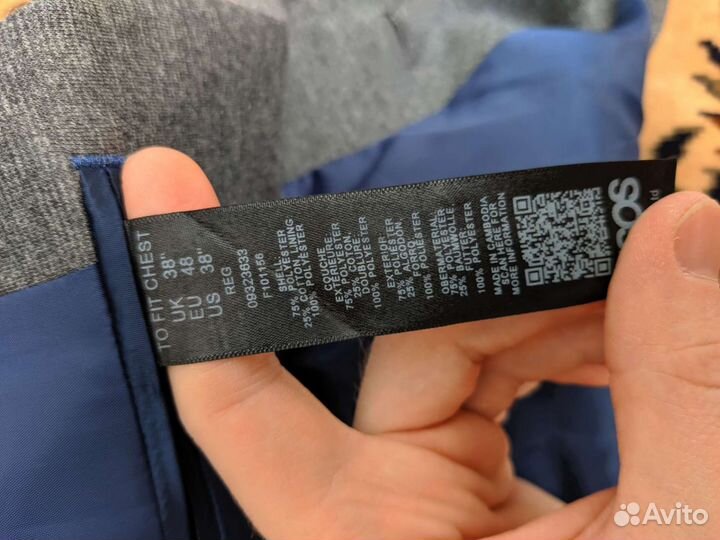 TO FIT CHEST
UK 38"
EU 48
US 38"
REG
09323633
F101156
SHELL
75% POLYESTER
25% COTTON LINING
100% POLYESTER
COQUE
EXTÉRIEURE
75% POLYESTER
25% COTON.
DOUBLURE.
100% POLYESTER
EXTERIOR
75% POLIÉSTER
25% ALGODÓN
FORRO
100% POLIÉSTER
OBERMATERIAL
75% POLYESTER
25% BAUMWOLLE
FUTTER
100% POLYESTER
MADE IN CAMBODIA
SCAN HERE FOR
MORE INFORMATION
Avito